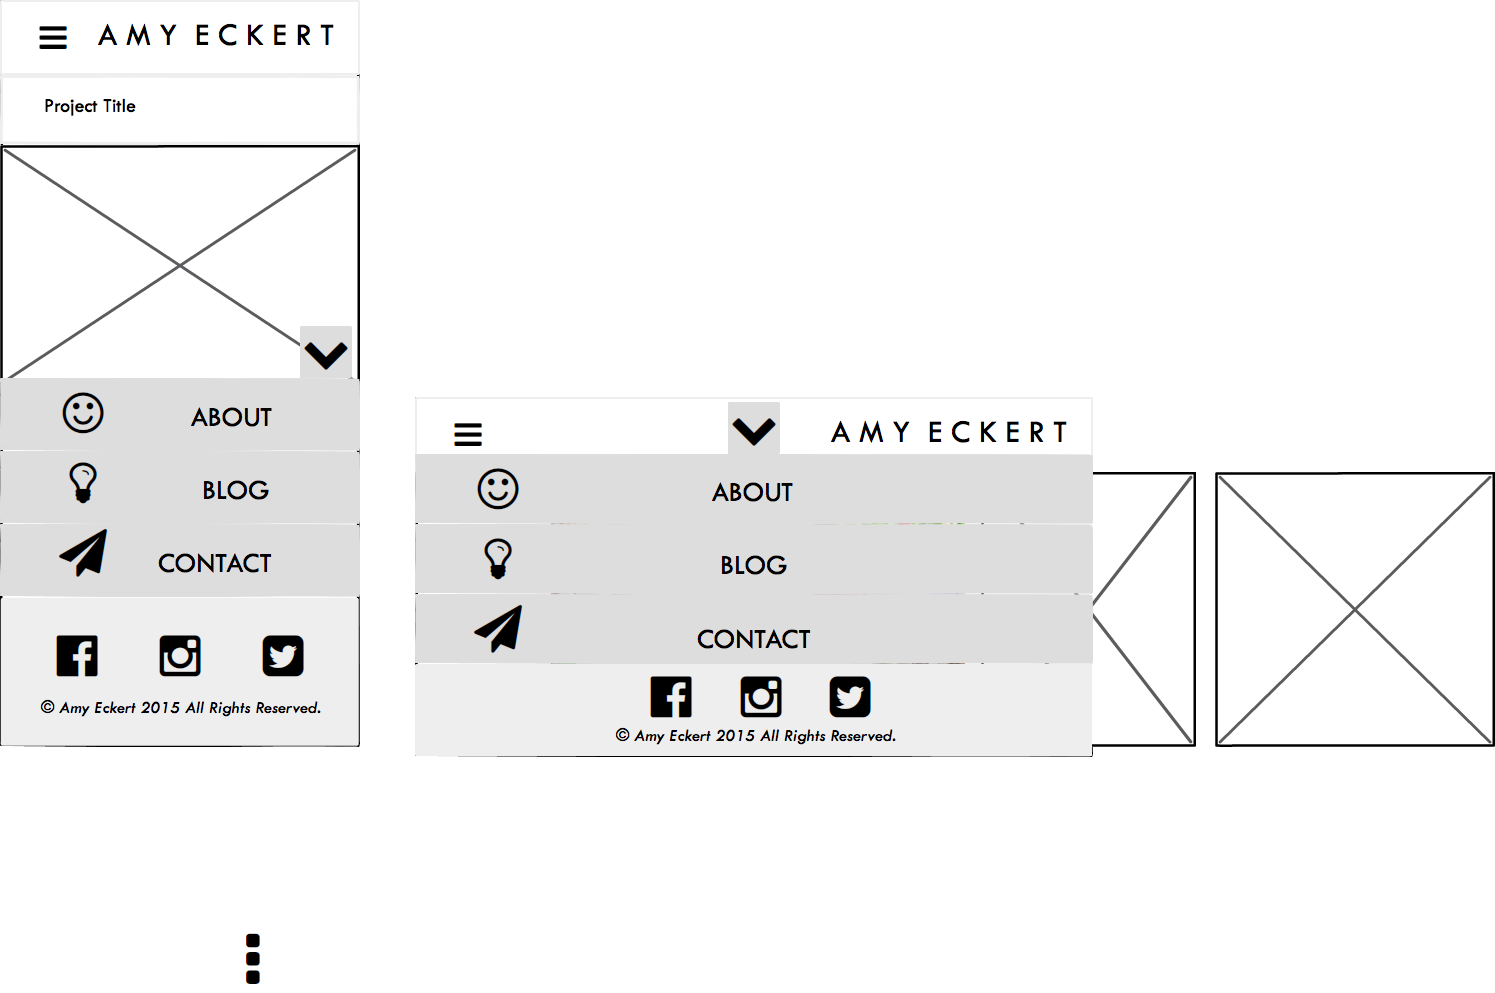 AMY ECKERT
Project Title
ABOUT
BLOG
CONTACT
© Amy Eckert 2015 All Rights Reserved.
AMY ECKERT
ABOUT
BLOG
CONTACT
© Amy Eckert 2015 All Rights Reserved.